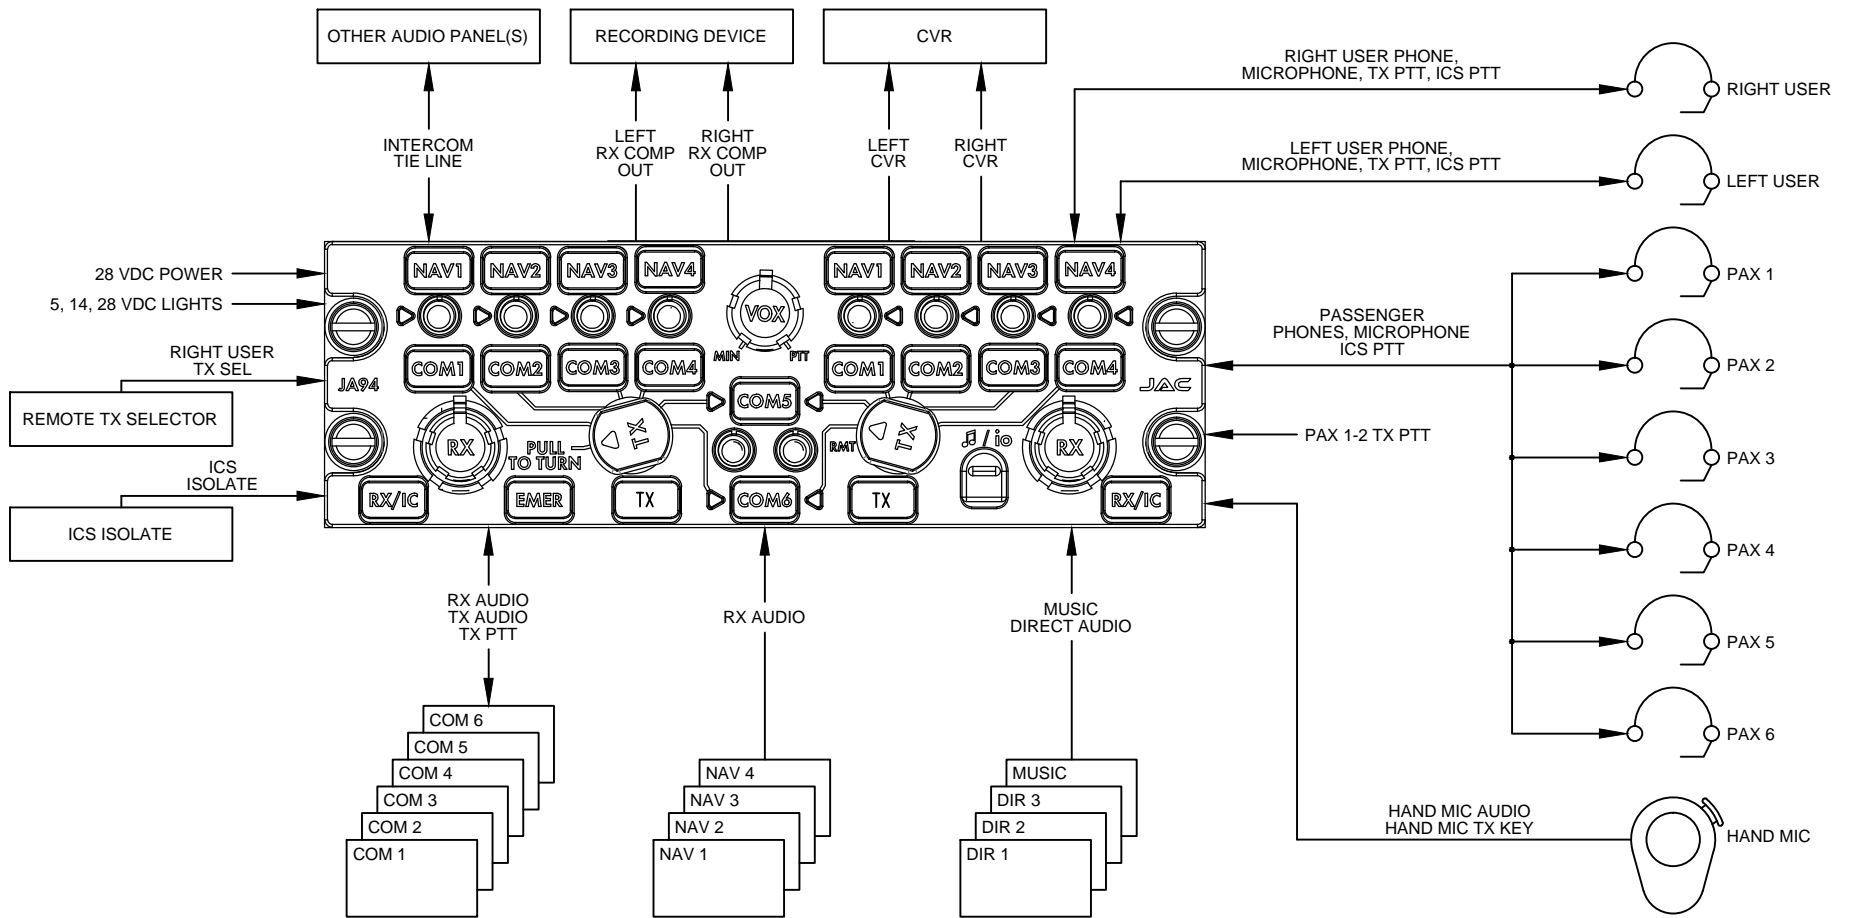 OTHER AUDIO PANEL(S)
RECORDING DEVICE
CVR
RIGHT USER PHONE,
MICROPHONE, TX PTT, ICS PTT
RIGHT USER
INTERCOM
TIE LINE
LEFT
RX COMP
OUT
RIGHT
RX COMP
OUT
LEFT
CVR
RIGHT
CVR
LEFT USER PHONE,
MICROPHONE, TX PTT, ICS PTT
LEFT USER
28 VDC POWER
5, 14, 28 VDC LIGHTS
RIGHT USER
TX SEL
REMOTE TX SELECTOR
ICS
ISOLATE
ICS ISOLATE
NAV1 NAV2 NAV3 NAV4
NAV1 NAV2 NAV3 NAV4
VOX
MIN PTT
COM1 COM2 COM3 COM4
COM1 COM2 COM3 COM4
JA94
JAC
COM5
RX
PULL
TO TURN
TX
RMT
TX
♫ / io
RX
RX/IC
EMER
TX
COM6
TX
RX/IC
PASSENGER
PHONES, MICROPHONE
ICS PTT
PAX 1-2 TX PTT
PAX 1
PAX 2
PAX 3
PAX 4
PAX 5
PAX 6
RX AUDIO
TX AUDIO
TX PTT
RX AUDIO
MUSIC
DIRECT AUDIO
COM 6
COM 5
COM 4
COM 3
COM 2
COM 1
NAV 4
NAV 3
NAV 2
NAV 1
MUSIC
DIR 3
DIR 2
DIR 1
HAND MIC AUDIO
HAND MIC TX KEY
HAND MIC